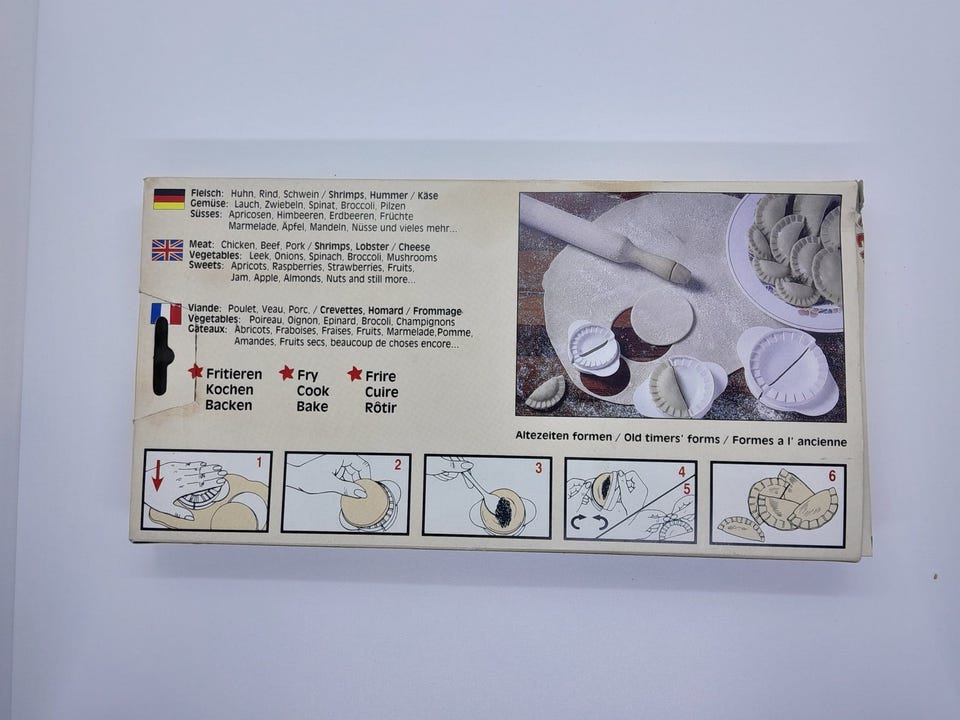 Fleisch: Huhn, Rind, Schwein / Shrimps, Hummer / Käse
Gemüse: Lauch, Zwiebeln, Spinat, Broccoli, Pilzen
Süsses: Apricosen, Himbeeren, Erdbeeren, Früchte
Marmelade, Apfel, Mandeln, Nüsse und vieles mehr...
Meat: Chicken, Beef, Pork / Shrimps, Lobster / Cheese
Vegetables: Leek, Onions, Spinach, Broccoli, Mushrooms
Sweets: Apricots, Raspberries, Strawberries, Fruits,
Jam, Apple, Almonds, Nuts and still more...
Viande: Poulet, Veau, Porc, / Crevettes, Homard / Frommage
Vegetables: Poireau, Oignon, Epinard, Brocoli, Champignons
Gâteaux: Abricots, Fraboises, Fraises, Fruits, Marmelade,Pomme,
Amandes, Fruits secs, beaucoup de choses encore...
Fritieren
Kochen
Backen
Fry
Cook
Bake
Frire
Cuire
Rôtir
Altezeiten formen / Old timers' forms / Formes a l' ancienne
1
2
3
4
5
6